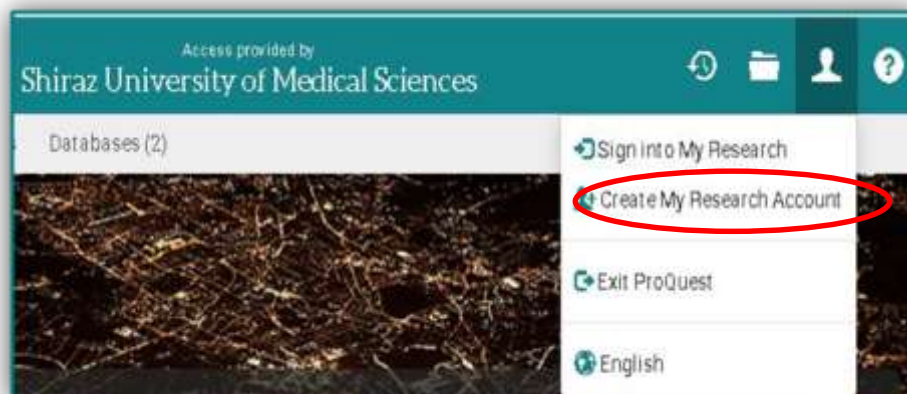 Access provided by
Shiraz University of Medical Sciences
Databases (2)
Sign into My Research
Create My Research Account
Exit ProQuest
English